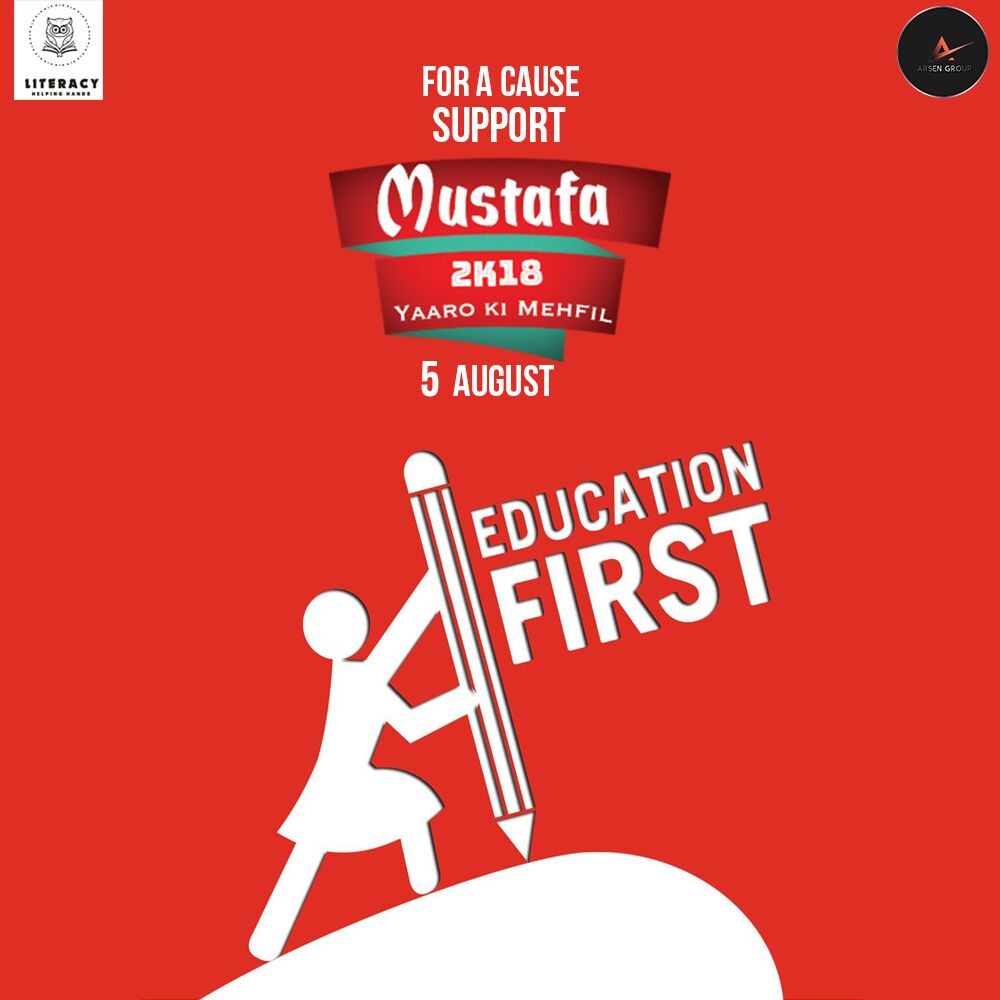 LITERACY
HELPING HANDS
ARSEN GROUP
FOR A CAUSE
SUPPORT
Mustafa
2K18
YAARO KI MEHFIL
5 AUGUST
EDUCATION
FIRST